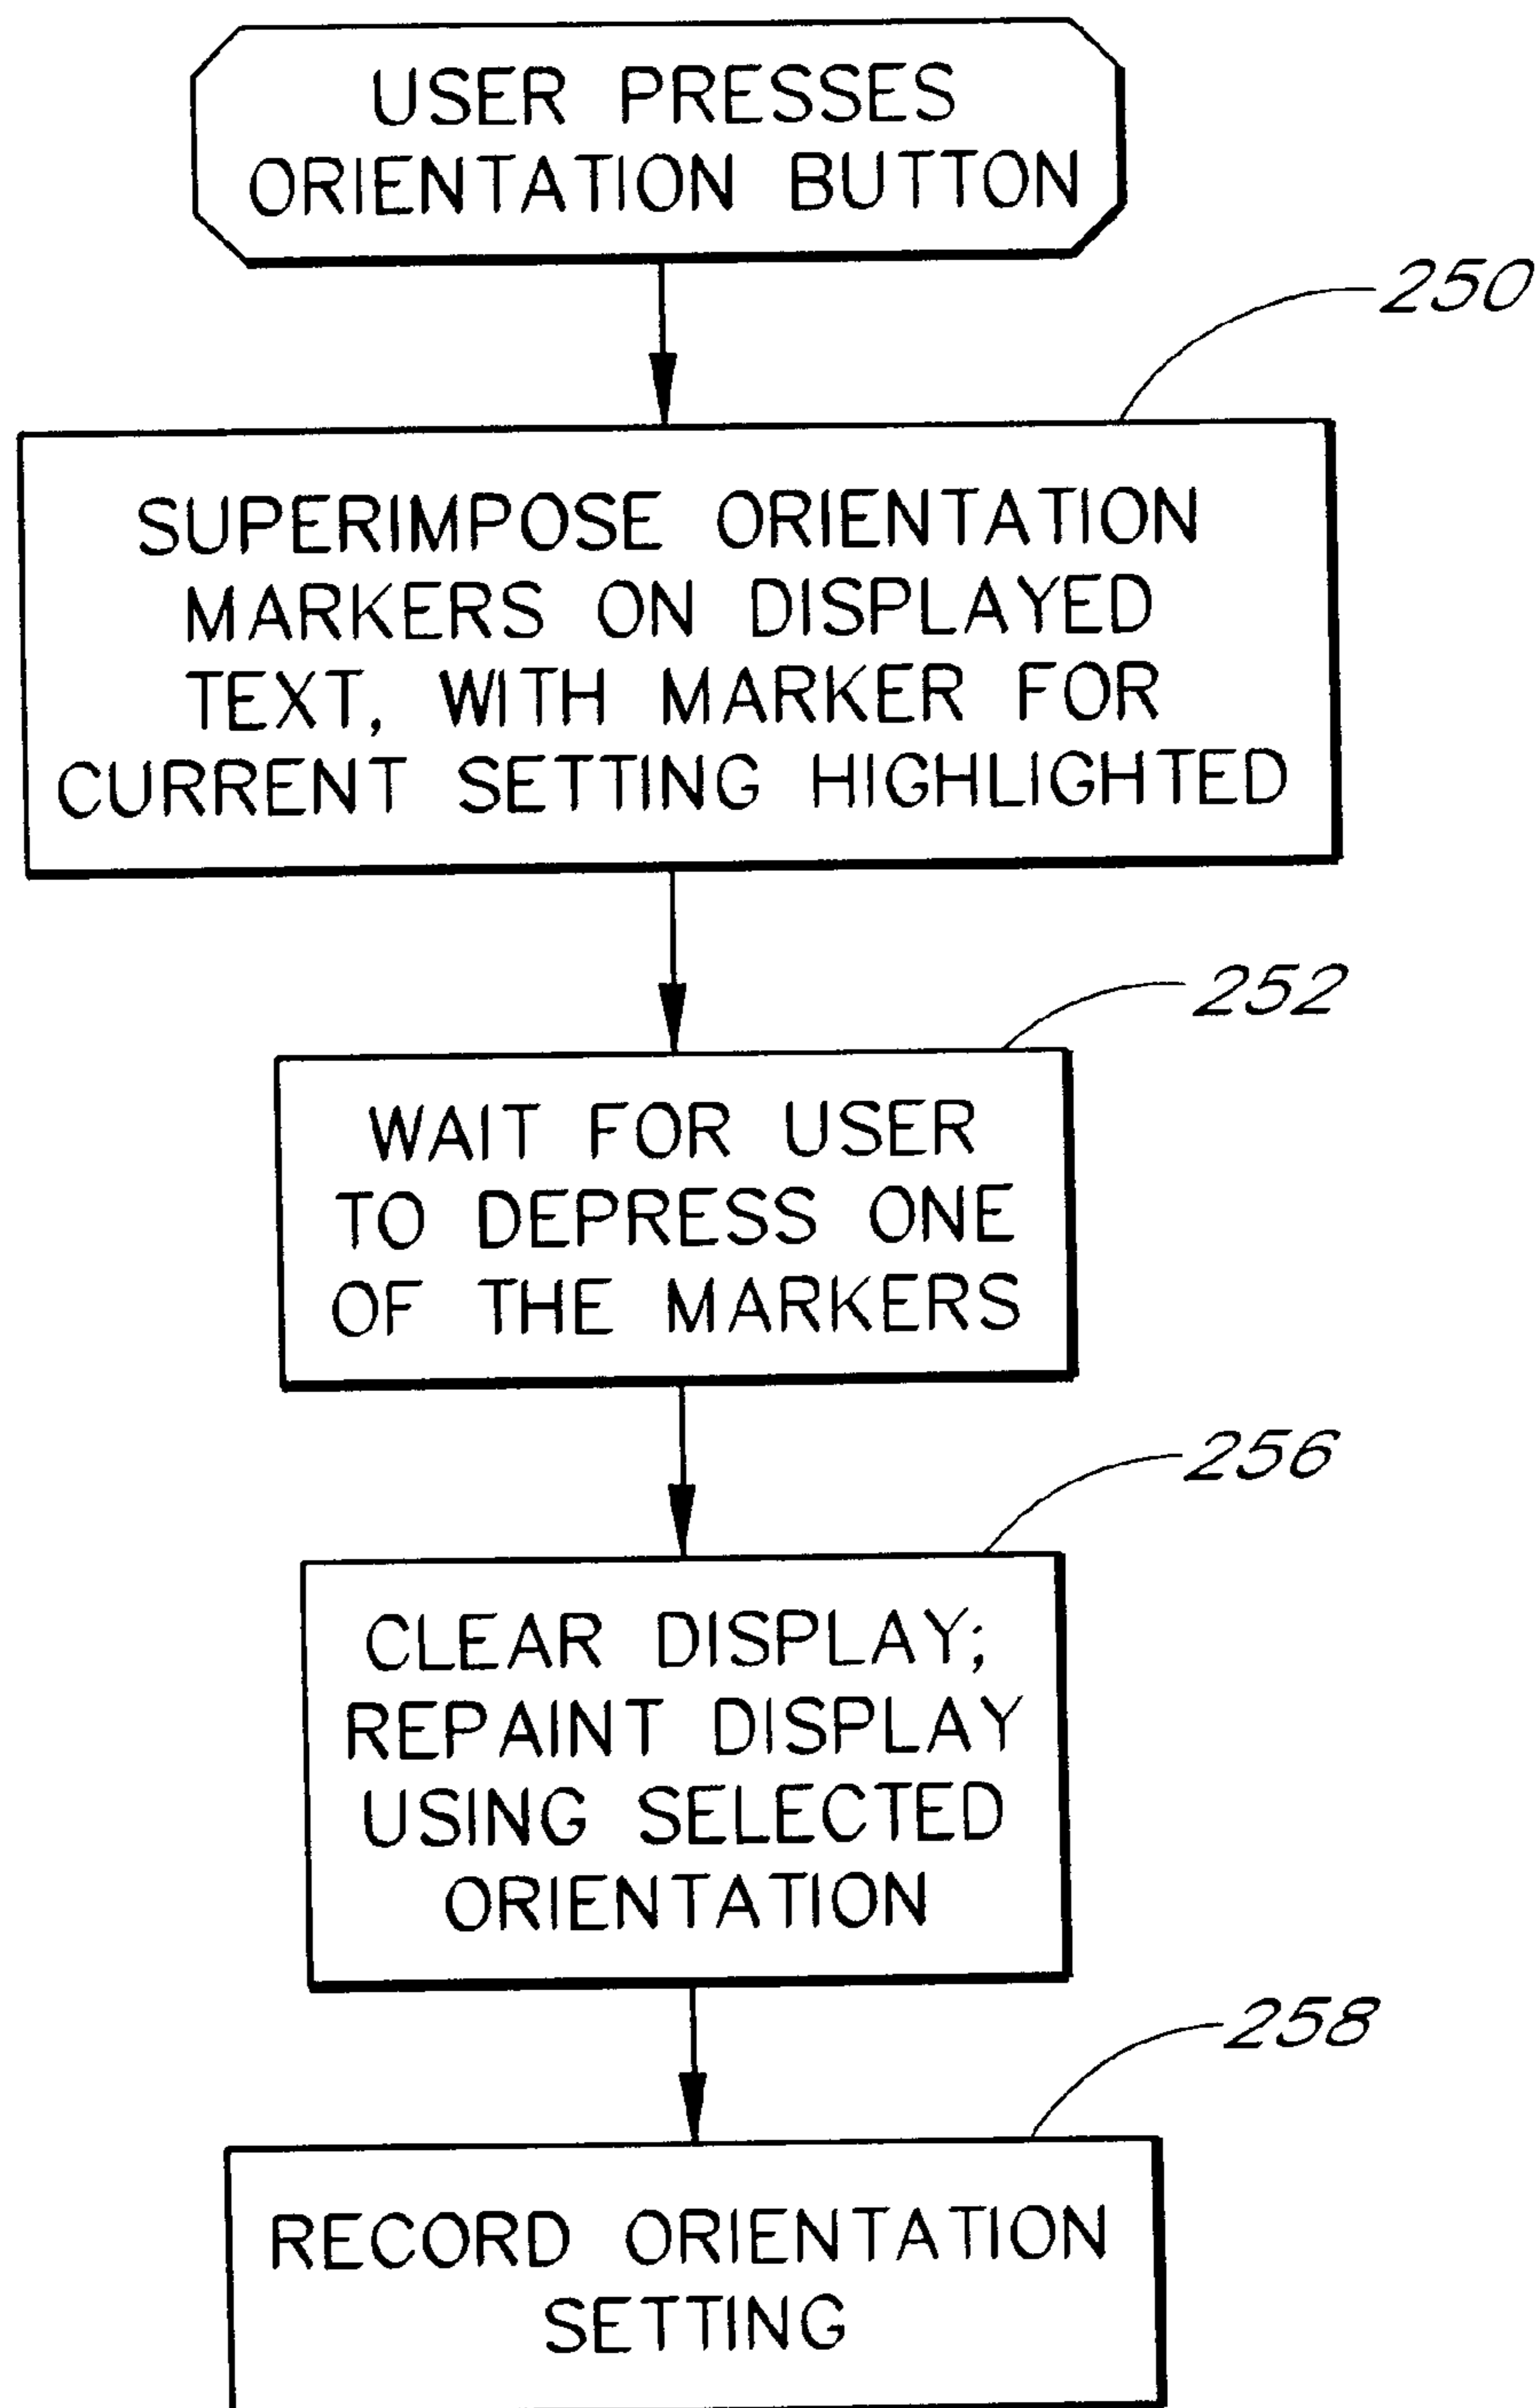 USER PRESSES
ORIENTATION BUTTON
250
SUPERIMPOSE ORIENTATION
MARKERS ON DISPLAYED
TEXT, WITH MARKER FOR
CURRENT SETTING HIGHLIGHTED
252
WAIT FOR USER
TO DEPRESS ONE
OF THE MARKERS
256
CLEAR DISPLAY;
REPAINT DISPLAY
USING SELECTED
ORIENTATION
258
RECORD ORIENTATION
SETTING